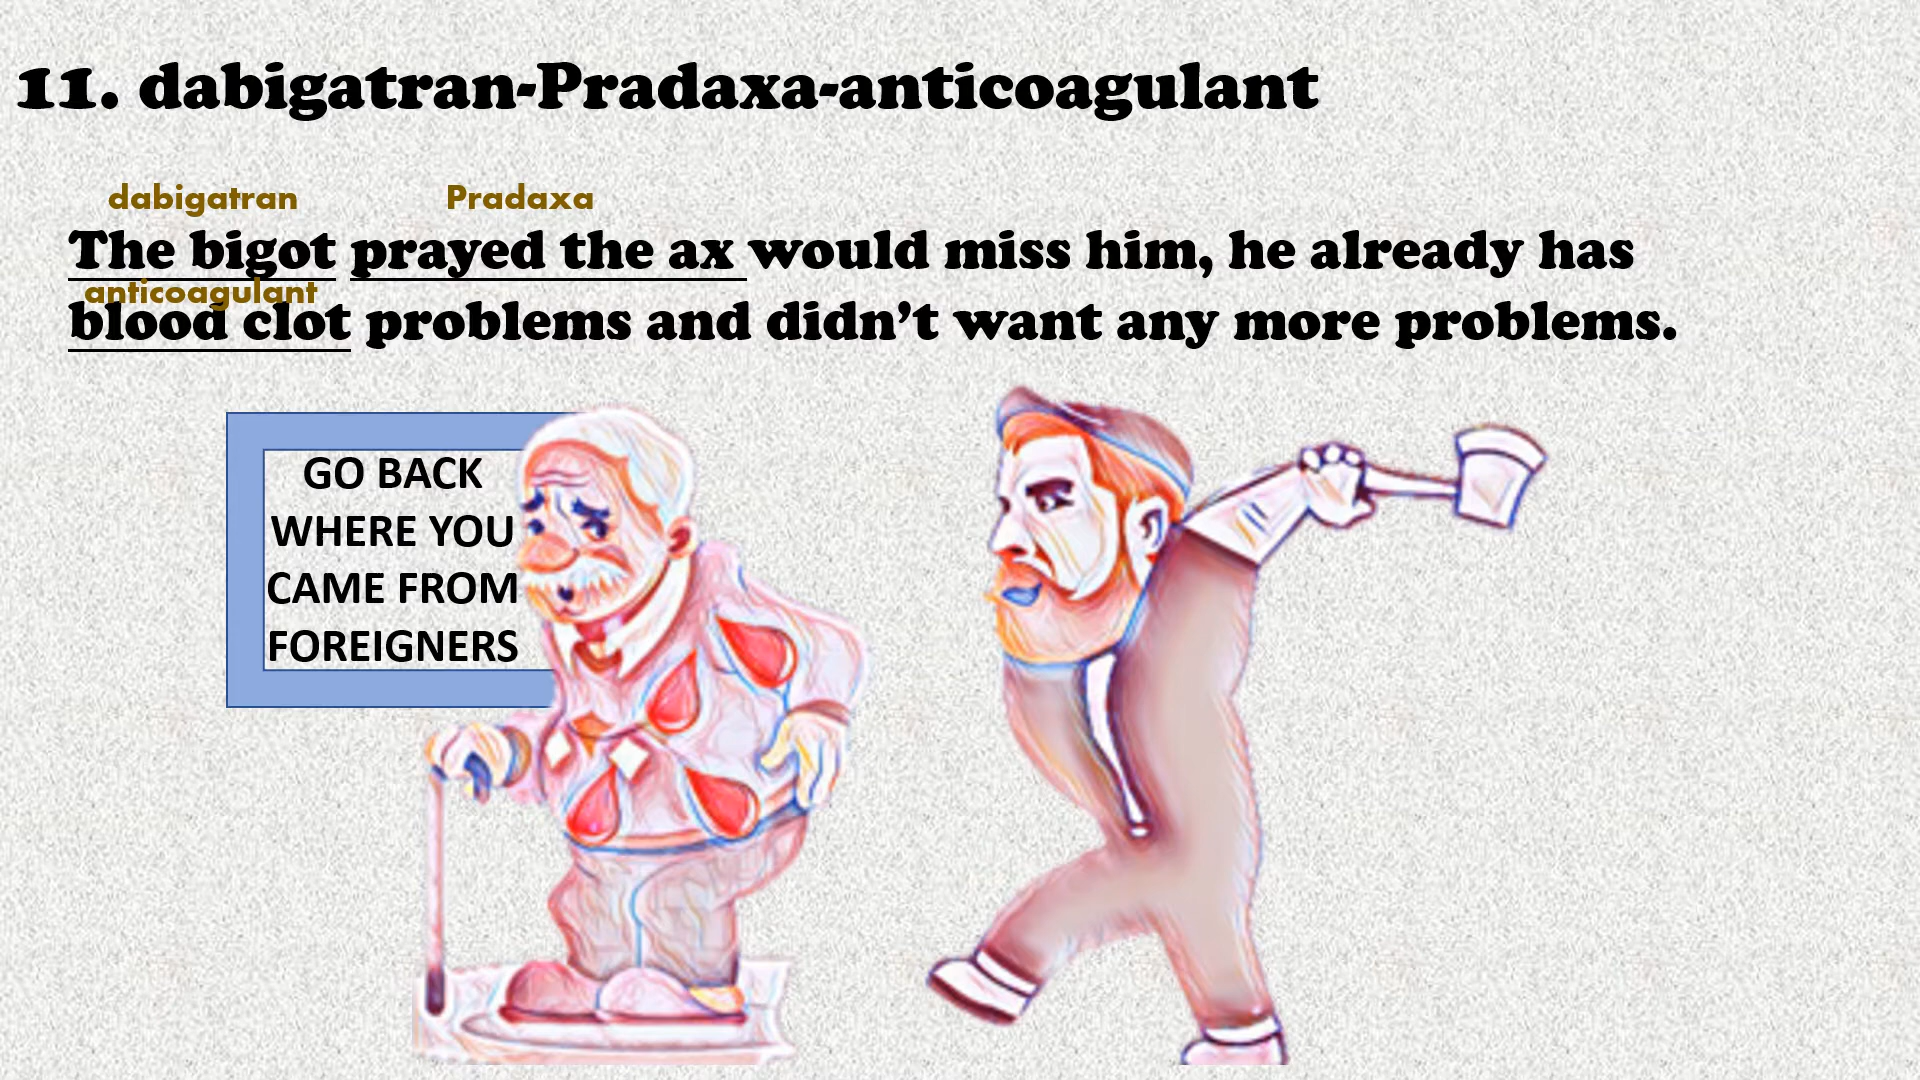 11. dabigatran-Pradaxa-anticoagulant
dabigatran Pradaxa
The bigot prayed the ax would miss him, he already has
anticoagulant
blood clot problems and didn’t want any more problems.
GO BACK
WHERE YOU
CAME FROM
FOREIGNERS